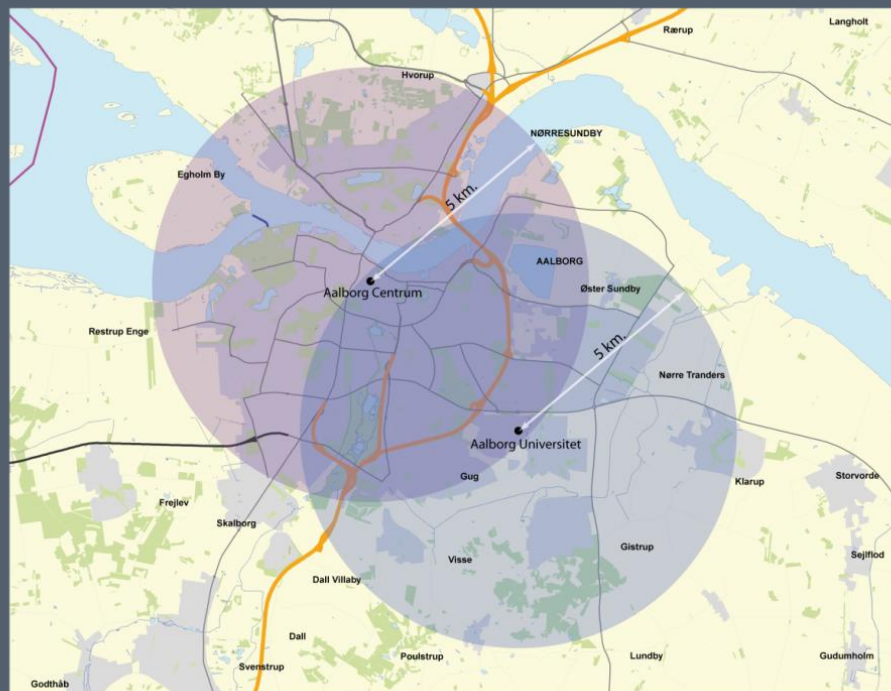 Langholt
Rærup
Hvorup
NØRRESUNDBY
Egholm By
5 km.
AALBORG
Aalborg Centrum
Øster Sundby
Restrup Enge
5 km.
Nørre Tranders
Aalborg Universitet
Gug
Klarup
Storvorde
Frejlev
Skalborg
Gistrup
Sejlflod
Visse
Dall Villaby
Dall
Poulstrup
Lundby
Gudumholm
Svenstrup
Godthåb